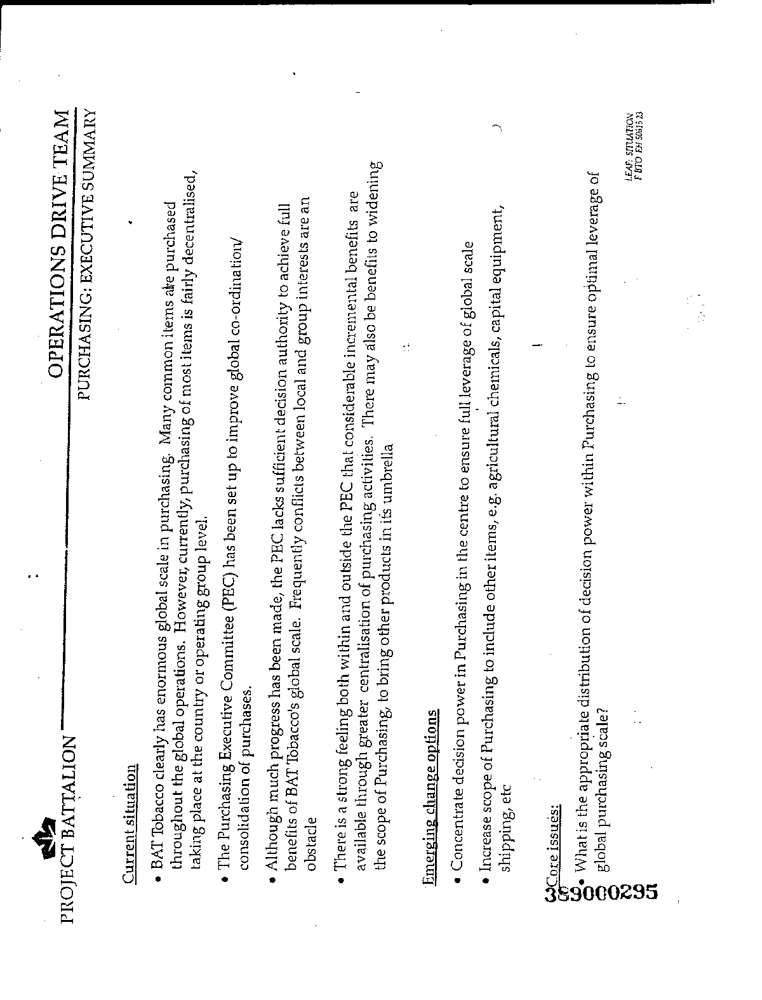 PROJECT BATTALION
OPERATIONS DRIVE TEAM
PURCHASING: EXECUTIVE SUMMARY
Current situation
• BAT Tobacco clearly has enormous global scale in purchasing. Many common items are purchased
throughout the global operations. However, currently, purchasing of most items is fairly decentralised,
taking place at the country or operating group level.
• The Purchasing Executive Committee (PEC) has been set up to improve global co-ordination/
consolidation of purchases.
• Although much progress has been made, the PEC lacks sufficient decision authority to achieve full
benefits of BAT Tobacco's global scale. Frequently conflicts between local and group interests are an
obstacle
• There is a strong feeling both within and outside the PEC that considerable incremental benefits are
available through greater centralisation of purchasing activities. There may also be benefits to widening
the scope of Purchasing, to bring other products in its umbrella
Emerging change options
• Concentrate decision power in Purchasing in the centre to ensure full leverage of global scale
• Increase scope of Purchasing to include other items, e.g. agricultural chemicals, capital equipment,
shipping, etc
Core issues:
• What is the appropriate distribution of decision power within Purchasing to ensure optimal leverage of
global purchasing scale?
LEAF: SITUATION
389000295